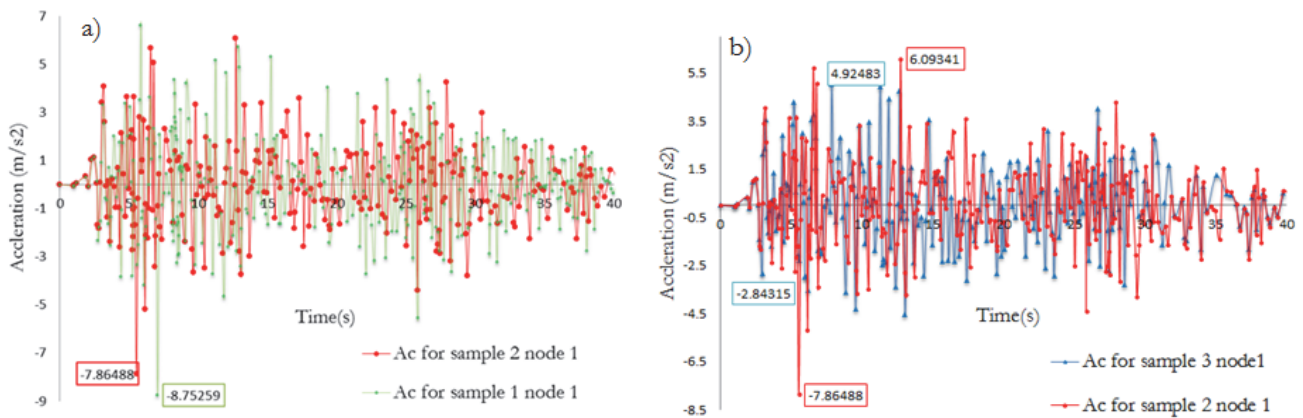 a)
7
5
3
1
-1
-3
-5
-7
-9
Accleration (m/s2)
0 10 20 30 40
Time(s)
-7.86488
-8.75259
Ac for sample 2 node 1
Ac for sample 1 node 1
b)
5.5
3.5
1.5
-0.5
-2.5
-4.5
-6.5
-8.5
Accleration (m/s2)
4.92483
6.09341
0 5 10 15 20 25 30 35 40
-2.84315
Time(s)
-7.86488
Ac for sample 3 node1
Ac for sample 2 node 1